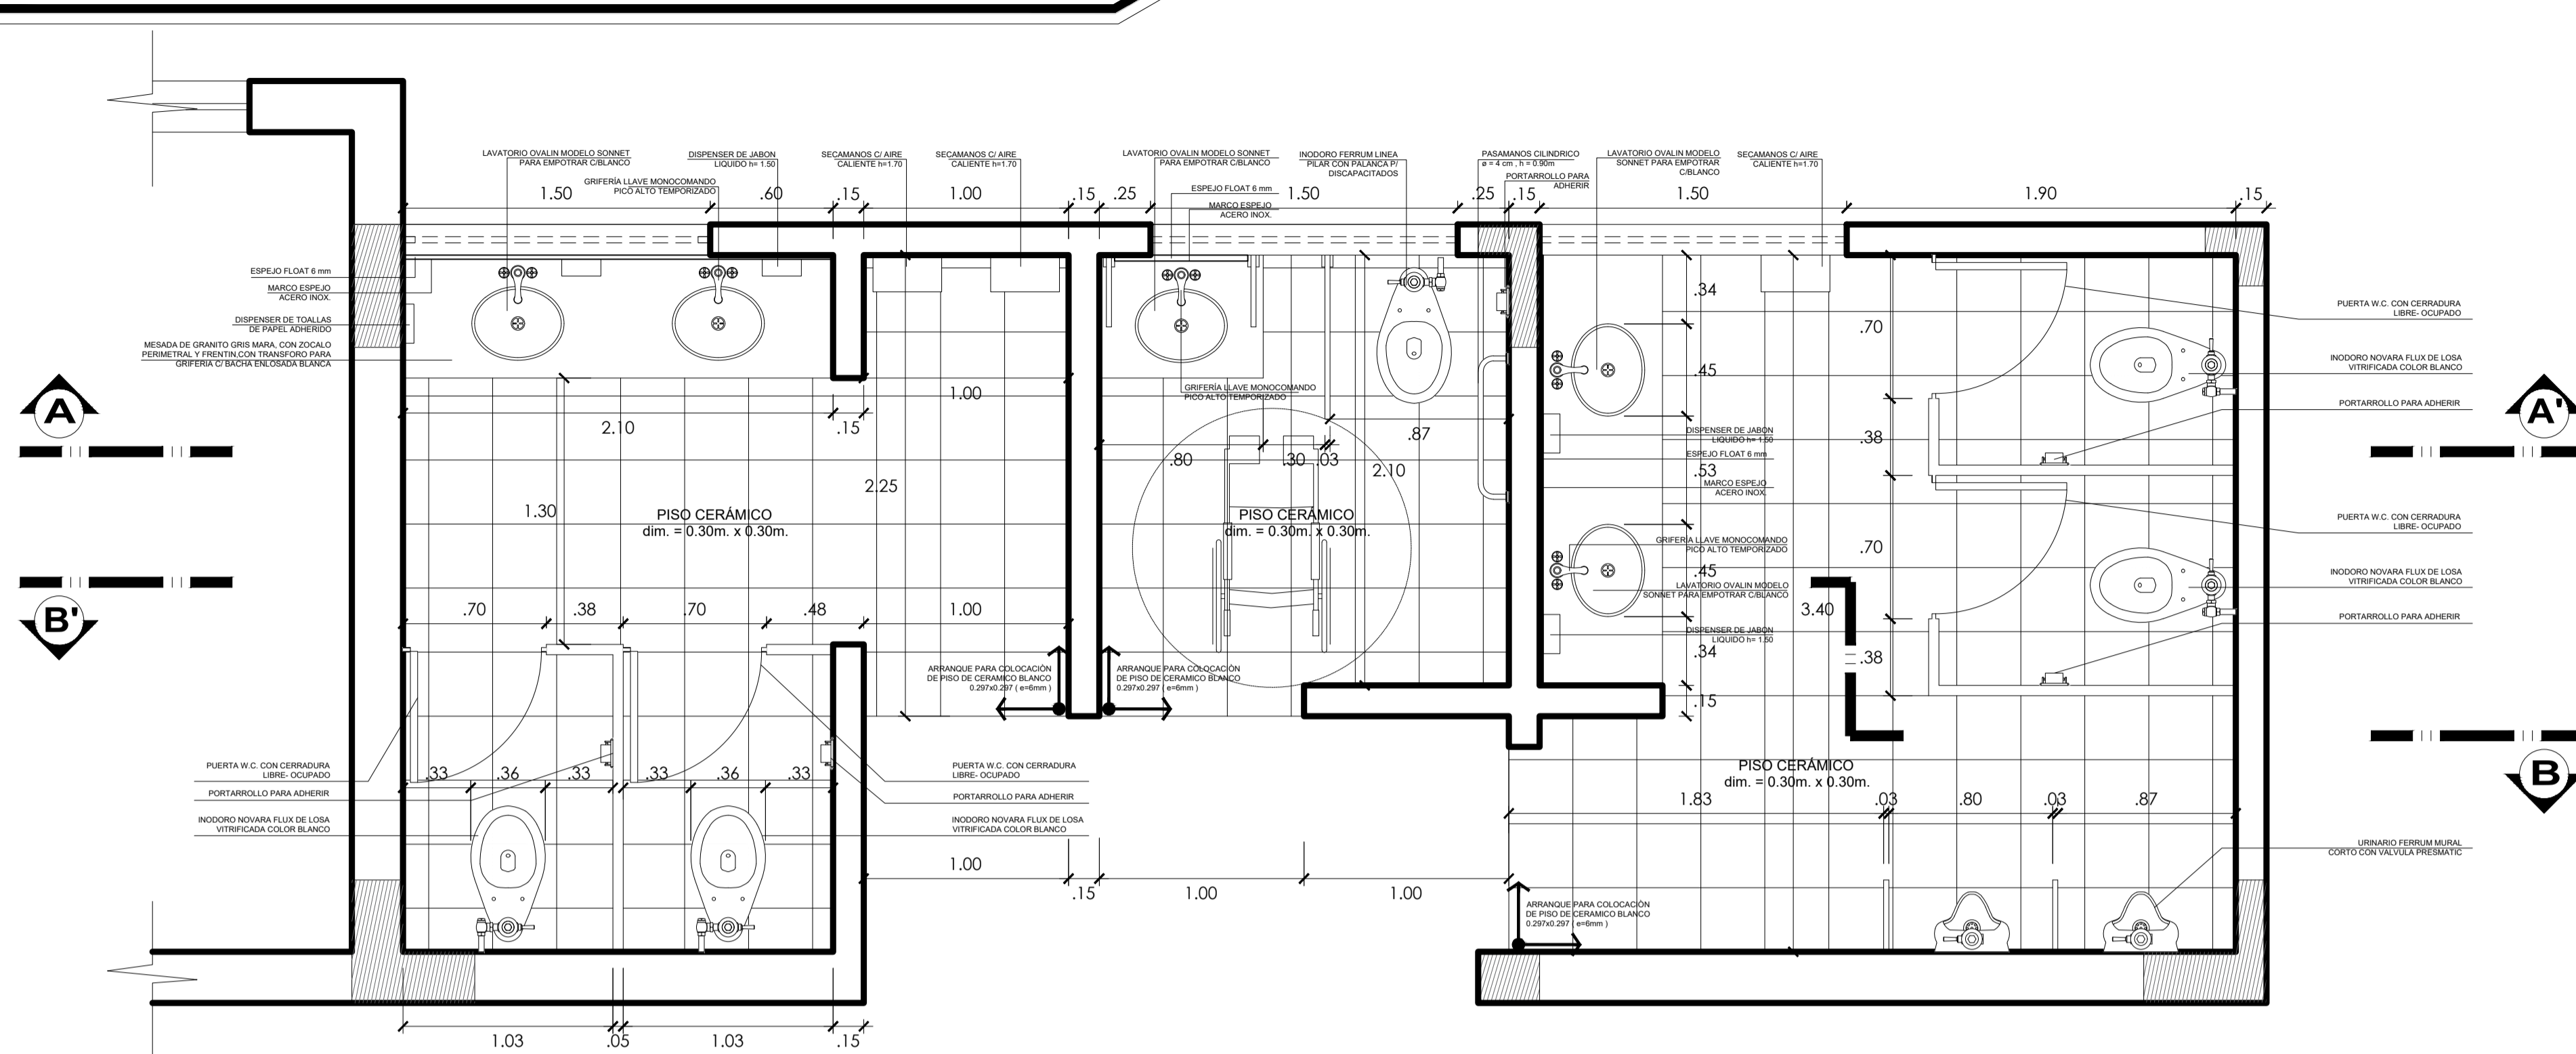 LAVATORIO OVALIN MODELO SONNET
PARA EMPOTRAR C/BLANCO
GRIFERÍA LLAVE MONOCOMANDO
PICO ALTO TEMPORIZADO
DISPENSER DE JABON
LIQUIDO h= 1.50
SECAMANOS C/ AIRE
CALIENTE h=1.70
SECAMANOS C/ AIRE
CALIENTE h=1.70
LAVATORIO OVALIN MODELO SONNET
PARA EMPOTRAR C/BLANCO
ESPEJO FLOAT 6 mm
MARCO ESPEJO
ACERO INOX.
INODORO FERRUM LINEA
PILAR CON PALANCA P/
DISCAPACITADOS
PASAMANOS CILINDRICO
ø = 4 cm , h = 0.90m
PORTARROLLO PARA
ADHERIR
LAVATORIO OVALIN MODELO
SONNET PARA EMPOTRAR
C/BLANCO
SECAMANOS C/ AIRE
CALIENTE h=1.70
1.50 .60 .15 1.00 .15 .25 1.50 .25 .15 1.50 1.90 .15
ESPEJO FLOAT 6 mm
MARCO ESPEJO
ACERO INOX.
DISPENSER DE TOALLAS
DE PAPEL ADHERIDO
MESADA DE GRANITO GRIS MARA, CON ZOCALO
PERIMETRAL Y FRENTIN,CON TRANSFORO PARA
GRIFERIA C/ BACHA ENLOSADA BLANCA
A
B'
2.10 .15
1.00
2.25
1.30
PISO CERÁMICO
dim. = 0.30m. x 0.30m.
.70 .38 .70 .48 1.00
ARRANQUE PARA COLOCACIÓN
DE PISO DE CERAMICO BLANCO
0.297x0.297 ( e=6mm )
GRIFERÍA LLAVE MONOCOMANDO
PICO ALTO TEMPORIZADO
.80 .30 .03 .87
2.10
PISO CERÁMICO
dim. = 0.30m. x 0.30m.
ARRANQUE PARA COLOCACIÓN
DE PISO DE CERAMICO BLANCO
0.297x0.297 ( e=6mm )
.34
.45
DISPENSER DE JABON
LIQUIDO h= 1.50
ESPEJO FLOAT 6 mm
.53
MARCO ESPEJO
ACERO INOX.
GRIFERÍA LLAVE MONOCOMANDO
PICO ALTO TEMPORIZADO
.45
LAVATORIO OVALIN MODELO
SONNET PARA EMPOTRAR C/BLANCO
DISPENSER DE JABON
LIQUIDO h= 1.50
.34
.15
3.40
.70
.38
.70
.38
PUERTA W.C. CON CERRADURA
LIBRE- OCUPADO
INODORO NOVARA FLUX DE LOSA
VITRIFICADA COLOR BLANCO
PORTARROLLO PARA ADHERIR
PUERTA W.C. CON CERRADURA
LIBRE- OCUPADO
INODORO NOVARA FLUX DE LOSA
VITRIFICADA COLOR BLANCO
PORTARROLLO PARA ADHERIR
A'
B
PUERTA W.C. CON CERRADURA
LIBRE- OCUPADO
PORTARROLLO PARA ADHERIR
INODORO NOVARA FLUX DE LOSA
VITRIFICADA COLOR BLANCO
.33 .36 .33 .33 .36 .33
PUERTA W.C. CON CERRADURA
LIBRE- OCUPADO
PORTARROLLO PARA ADHERIR
INODORO NOVARA FLUX DE LOSA
VITRIFICADA COLOR BLANCO
1.00 .15 1.00 1.00
PISO CERÁMICO
dim. = 0.30m. x 0.30m.
1.83 .03 .80 .03 .87
URINARIO FERRUM MURAL
CORTO CON VALVULA PRESMATIC
ARRANQUE PARA COLOCACIÓN
DE PISO DE CERAMICO BLANCO
0.297x0.297 ( e=6mm )
1.03 .05 1.03 .15